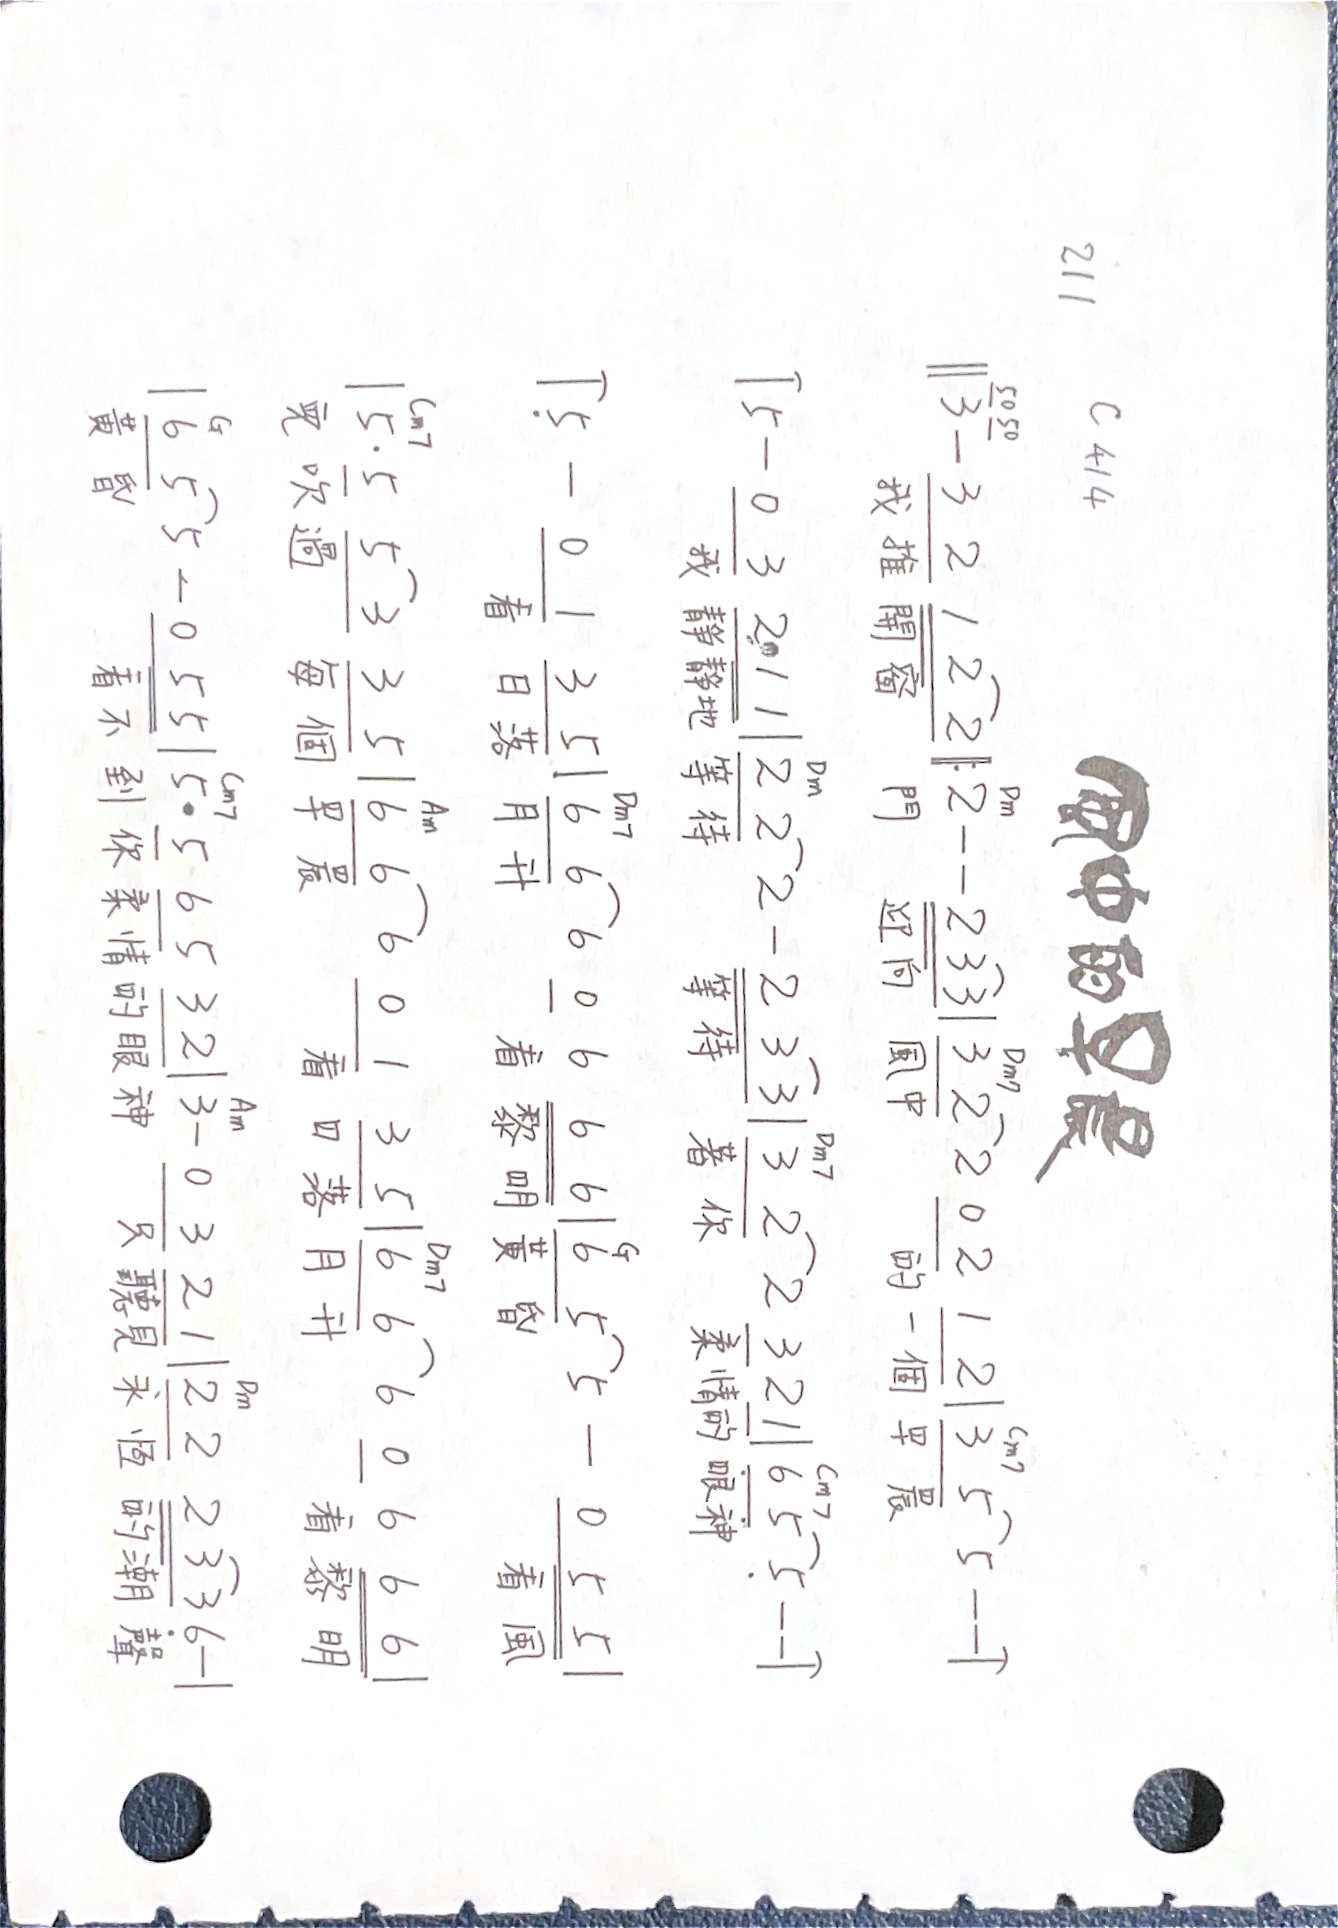 風中的早晨
211 C 4/4
50 50 Dm Dm7 Cm7
‖3 – 3 2 1 2 2‖: 2 – – 2 3 3 | 3 2 2 0 2 1 2 | 3 5 5 – –
我推開窗 門 迎向 風中 的一個早晨
Dm Dm7 Cm7
5 – 0 3 2 · 1 1 | 2 2 2 – 2 3 3 | 3 2 2 3 2 1 | 6 5 5 – –
我靜靜地等待 等待 著你 柔情的眼神
Dm7 G
5 – 0 1 3 5 | 6 6 6 0 6 6 6 | 6 5 5 – 0 5 5 |
看日落月升 看黎明黃昏 看風
Cm7 Am Dm7
| 5 · 5 5 3 3 5 | 6 6 6 0 1 3 5 | 6 6 6 0 6 6 6 |
兒吹過 每個早晨 看日落月升 看黎明
G Cm7 Am Dm
| 6 5 5 – 0 5 5 | 5 · 5 6 5 3 2 | 3 – 0 3 2 1 | 2 2 2 3 3 6 – |
黃昏 看不到你柔情的眼神 只聽見永恆的潮聲